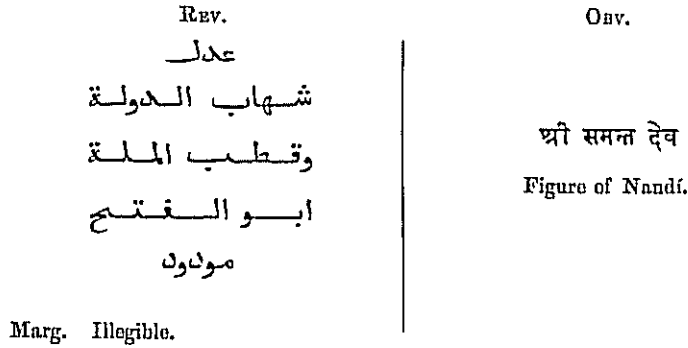 Rev.
عدل
شهاب الدولة
وقطب الملة
ابو الفتح
مودود
Marg. Illegible.
Obv.
श्री समन्त देव
Figure of Nandí.